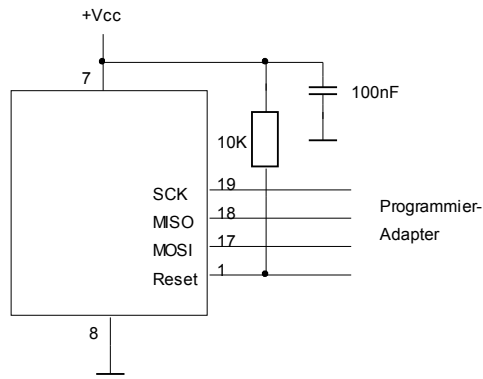 +Vcc
7
100nF
10K
SCK 19
MISO 18
MOSI 17
Reset 1
Programmier-
Adapter
8